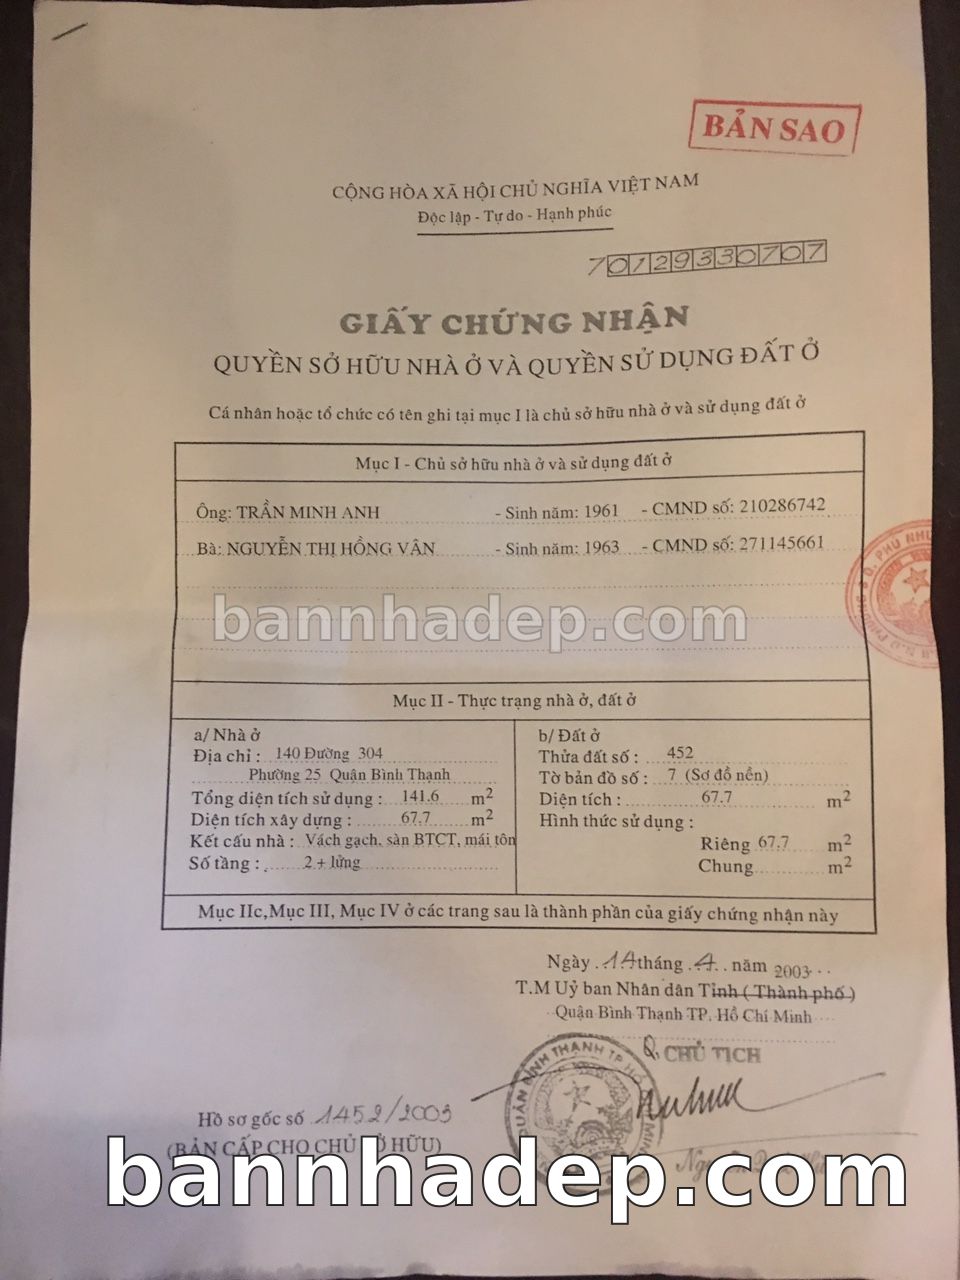 BẢN SAO
CỘNG HÒA XÃ HỘI CHỦ NGHĨA VIỆT NAM
Độc lập - Tự do - Hạnh phúc
70129330707
GIẤY CHỨNG NHẬN
QUYỀN SỞ HỮU NHÀ Ở VÀ QUYỀN SỬ DỤNG ĐẤT Ở
Cá nhân hoặc tổ chức có tên ghi tại mục I là chủ sở hữu nhà ở và sử dụng đất ở
Mục I - Chủ sở hữu nhà ở và sử dụng đất ở
Ông: TRẦN MINH ANH - Sinh năm: 1961 - CMND số: 210286742
Bà: NGUYỄN THỊ HỒNG VÂN - Sinh năm: 1963 - CMND số: 271145661
bannhadep.com
Mục II - Thực trạng nhà ở, đất ở
a/ Nhà ở
Địa chỉ : 140 Đường 304
Phường 25 Quận Bình Thạnh
Tổng diện tích sử dụng : 141.6 m2
Diện tích xây dựng : 67.7 m2
Kết cấu nhà : Vách gạch, sàn BTCT, mái tôn
Số tầng : 2 + lửng
b/ Đất ở
Thửa đất số : 452
Tờ bản đồ số : 7 (Sơ đồ nền)
Diện tích : 67.7 m2
Hình thức sử dụng :
Riêng 67.7 m2
Chung m2
Mục IIc,Mục III, Mục IV ở các trang sau là thành phần của giấy chứng nhận này
Ngày 14 tháng 4 năm 2003
T.M Uỷ ban Nhân dân Tỉnh ( Thành phố )
Quận Bình Thạnh TP. Hồ Chí Minh
Q. CHỦ TỊCH
Hồ sơ gốc số 1452/2003
(BẢN CẤP CHO CHỦ SỞ HỮU)
bannhadep.com